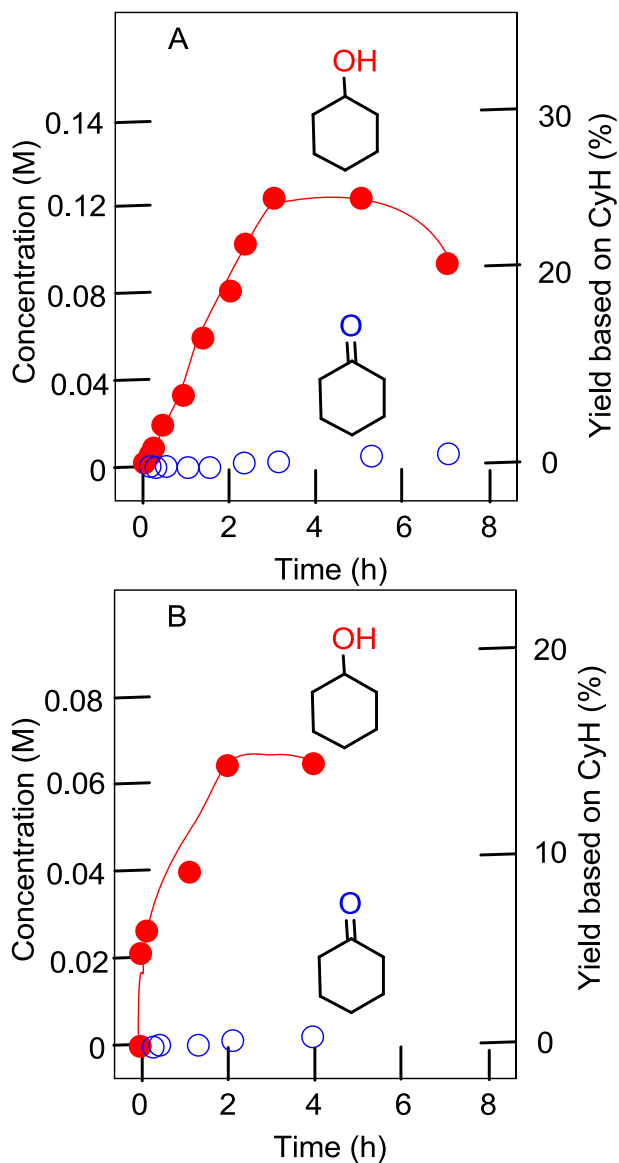 A
OH
0.14
0.12
0.08
0.04
0
Concentration (M)
O
30
20
10
0
Yield based on CyH (%)
0 2 4 6 8
Time (h)
B
OH
0.08
0.06
0.04
0.02
0
Concentration (M)
O
20
10
0
Yield based on CyH (%)
0 2 4 6 8
Time (h)